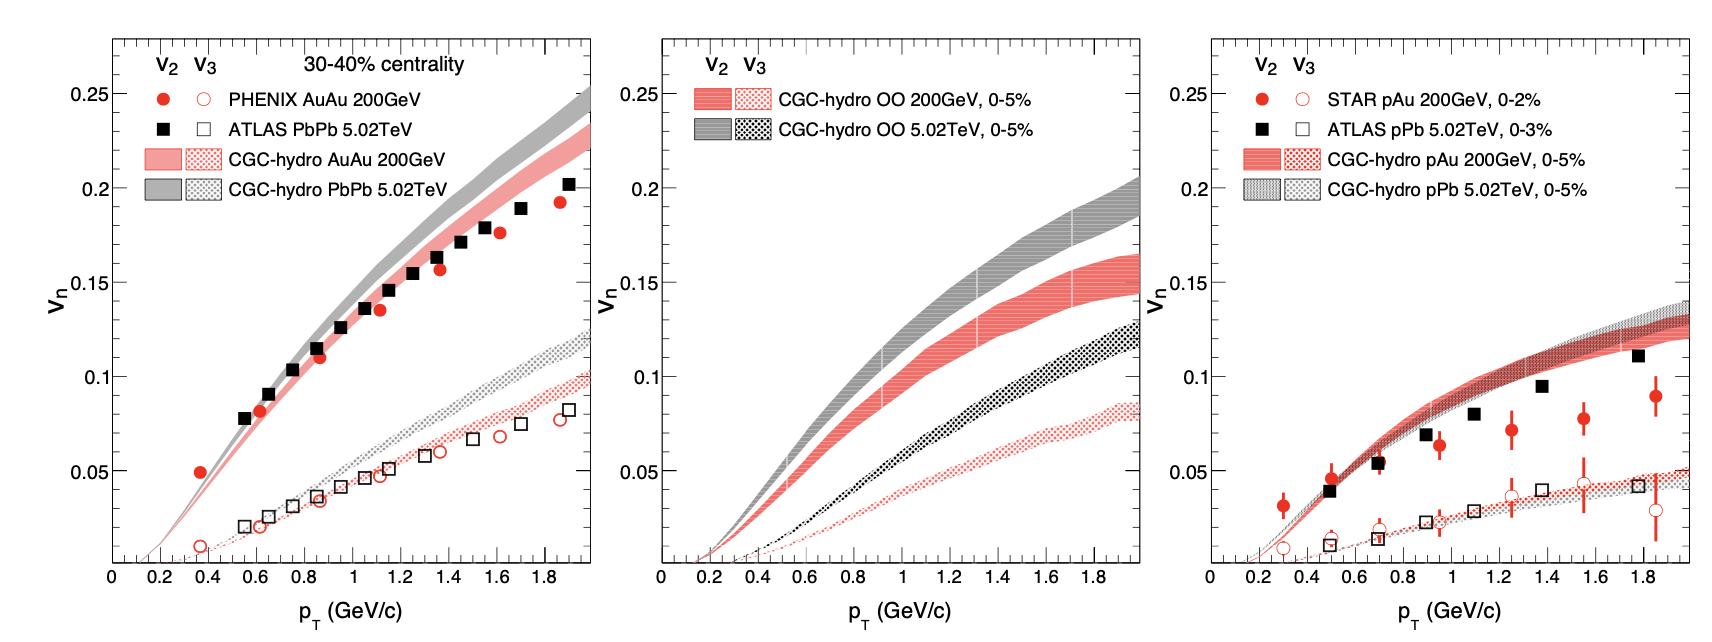 v2 v3 30-40% centrality
PHENIX AuAu 200GeV
ATLAS PbPb 5.02TeV
CGC-hydro AuAu 200GeV
CGC-hydro PbPb 5.02TeV
0.25
0.2
0.15
0.1
0.05
vn
0 0.2 0.4 0.6 0.8 1 1.2 1.4 1.6 1.8
pT (GeV/c)
v2 v3
CGC-hydro OO 200GeV, 0-5%
CGC-hydro OO 5.02TeV, 0-5%
0.25
0.2
0.15
0.1
0.05
vn
0 0.2 0.4 0.6 0.8 1 1.2 1.4 1.6 1.8
pT (GeV/c)
v2 v3
STAR pAu 200GeV, 0-2%
ATLAS pPb 5.02TeV, 0-3%
CGC-hydro pAu 200GeV, 0-5%
CGC-hydro pPb 5.02TeV, 0-5%
0.25
0.2
0.15
0.1
0.05
vn
0 0.2 0.4 0.6 0.8 1 1.2 1.4 1.6 1.8
pT (GeV/c)